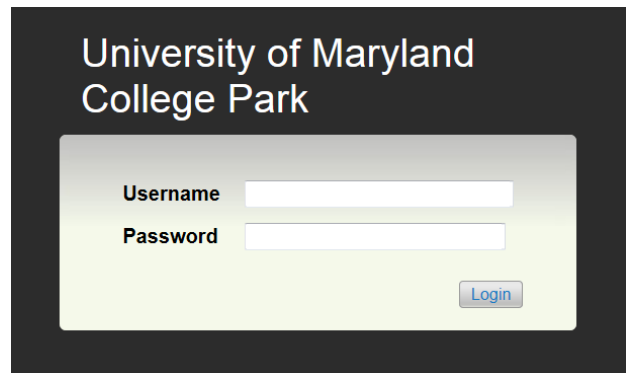 University of Maryland
College Park
Username
Password
Login